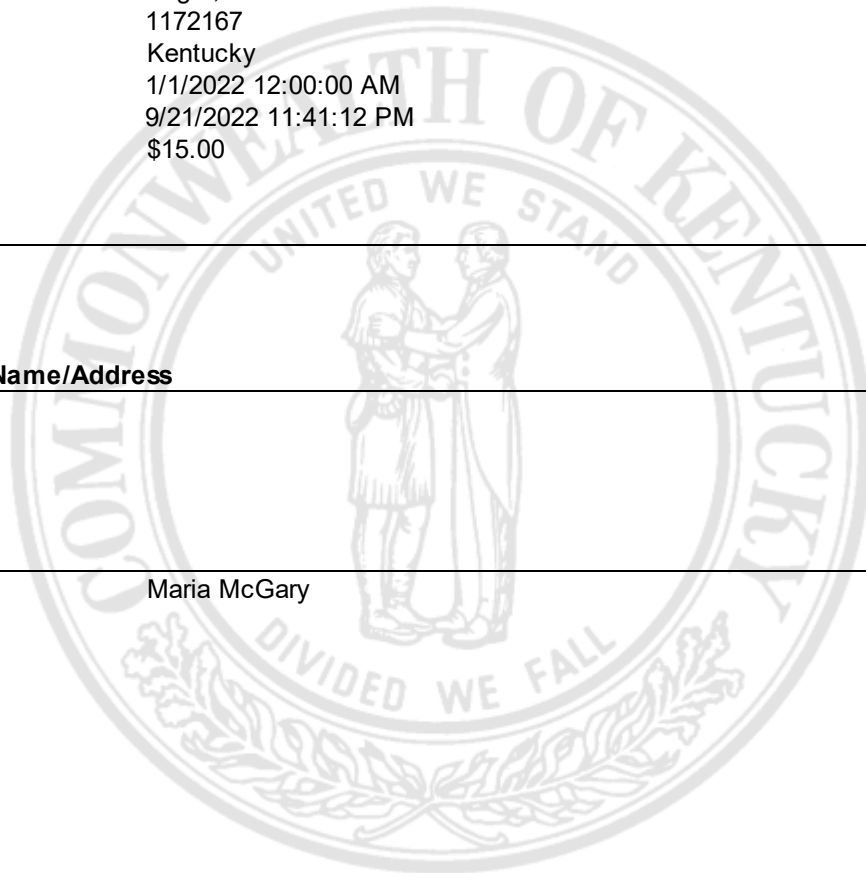 1172167
Kentucky
1/1/2022 12:00:00 AM
9/21/2022 11:41:12 PM
$15.00
COMMONWEALTH OF KENTUCKY
UNITED WE STAND
Name/Address
Maria McGary
DIVIDED WE FALL